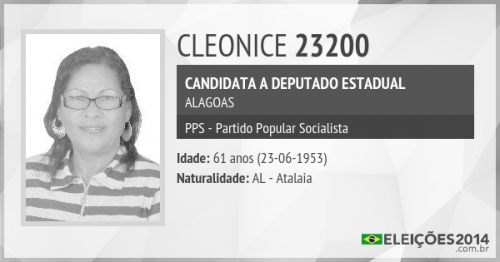 CLEONICE 23200
CANDIDATA A DEPUTADO ESTADUAL
ALAGOAS
PPS - Partido Popular Socialista
Idade: 61 anos (23-06-1953)
Naturalidade: AL - Atalaia
ELEIÇÕES2014
.com.br